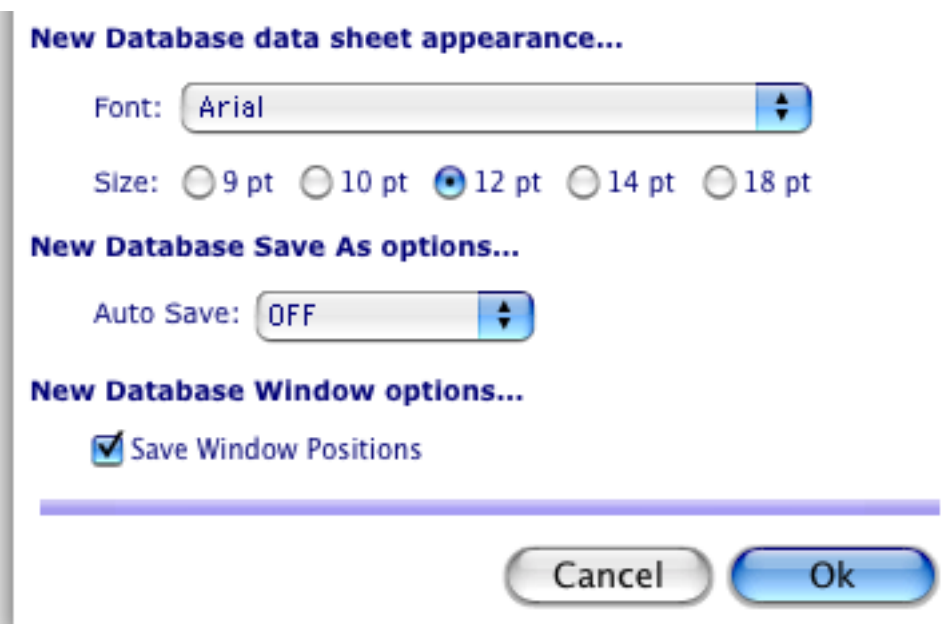 New Database data sheet appearance...
Font: Arial
Size: 9 pt 10 pt 12 pt 14 pt 18 pt
New Database Save As options...
Auto Save: OFF
New Database Window options...
Save Window Positions
Cancel Ok